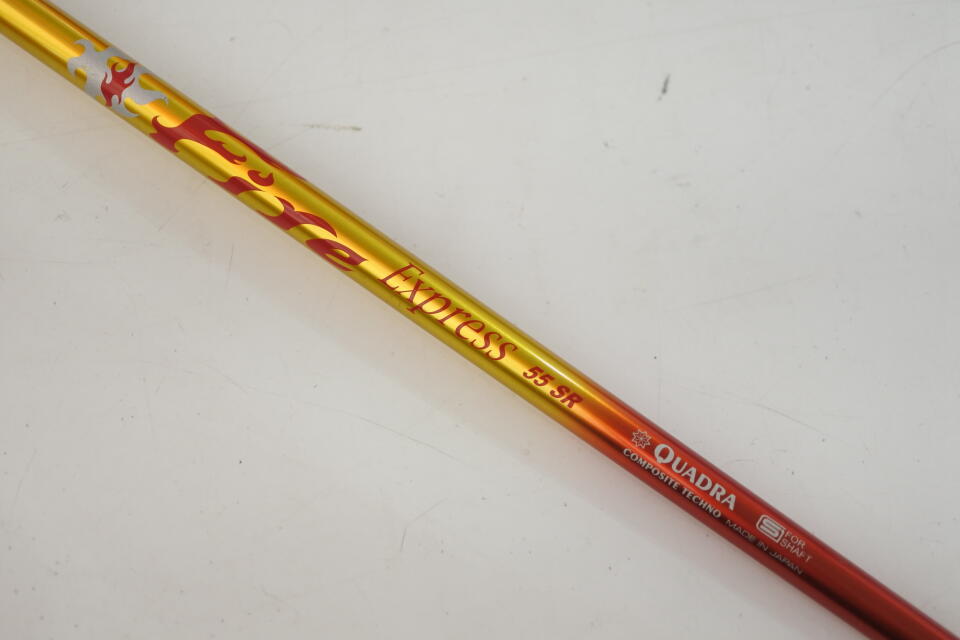 Fire
Express 55 SR
QUADRA
COMPOSITE TECHNO
S FOR
SHAFT
MADE IN JAPAN